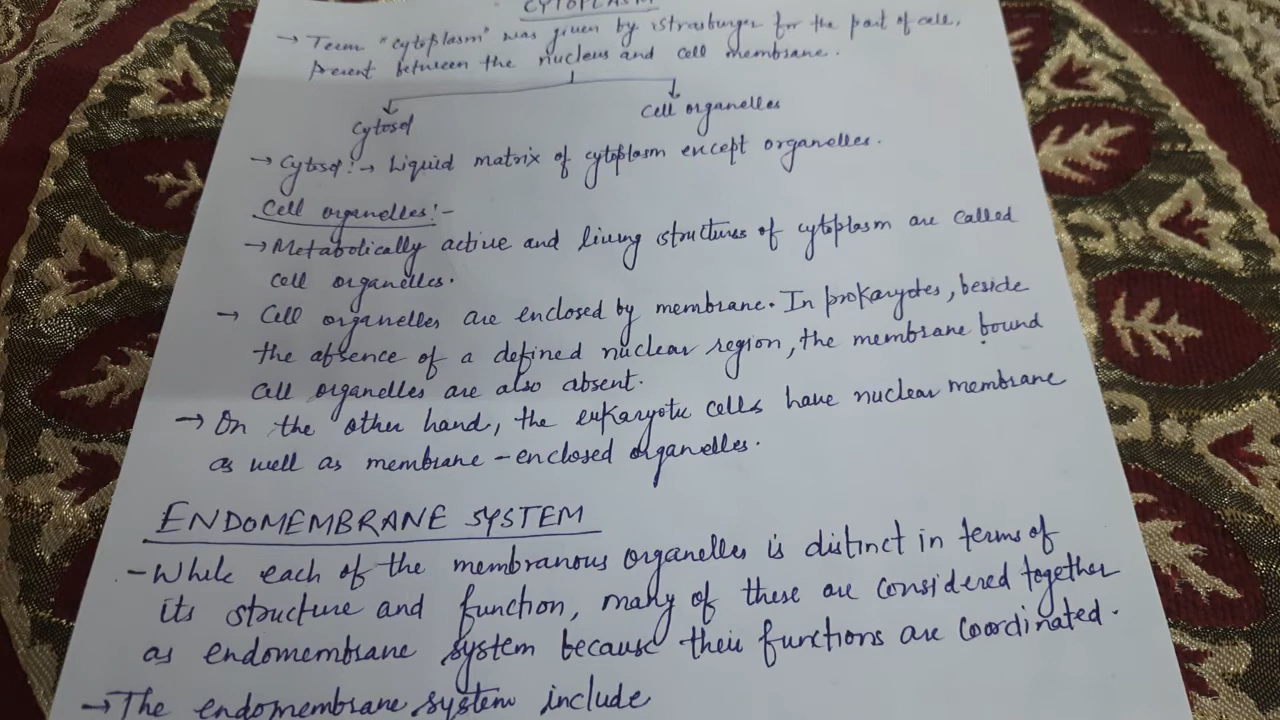 CYTOPLASM
→ Term "cytoplasm" was given by strasburger for the part of cell,
present between the nucleus and cell membrane.
Cytosol
Cell organelles
→ Cytosol :→ Liquid matrix of cytoplasm except organelles.
Cell organelles:-
→ Metabolically active and living structures of cytoplasm are called
cell organelles.
→ Cell organelles are enclosed by membrane. In prokaryotes, beside
the absence of a defined nuclear region, the membrane bound
cell organelles are also absent.
→ On the other hand, the eukaryotic cells have nuclear membrane
as well as membrane-enclosed organelles.
ENDOMEMBRANE SYSTEM
- While each of the membranous organelles is distinct in terms of
its structure and function, many of these are considered together
as endomembrane system because their functions are coordinated.
→ The endomembrane system include